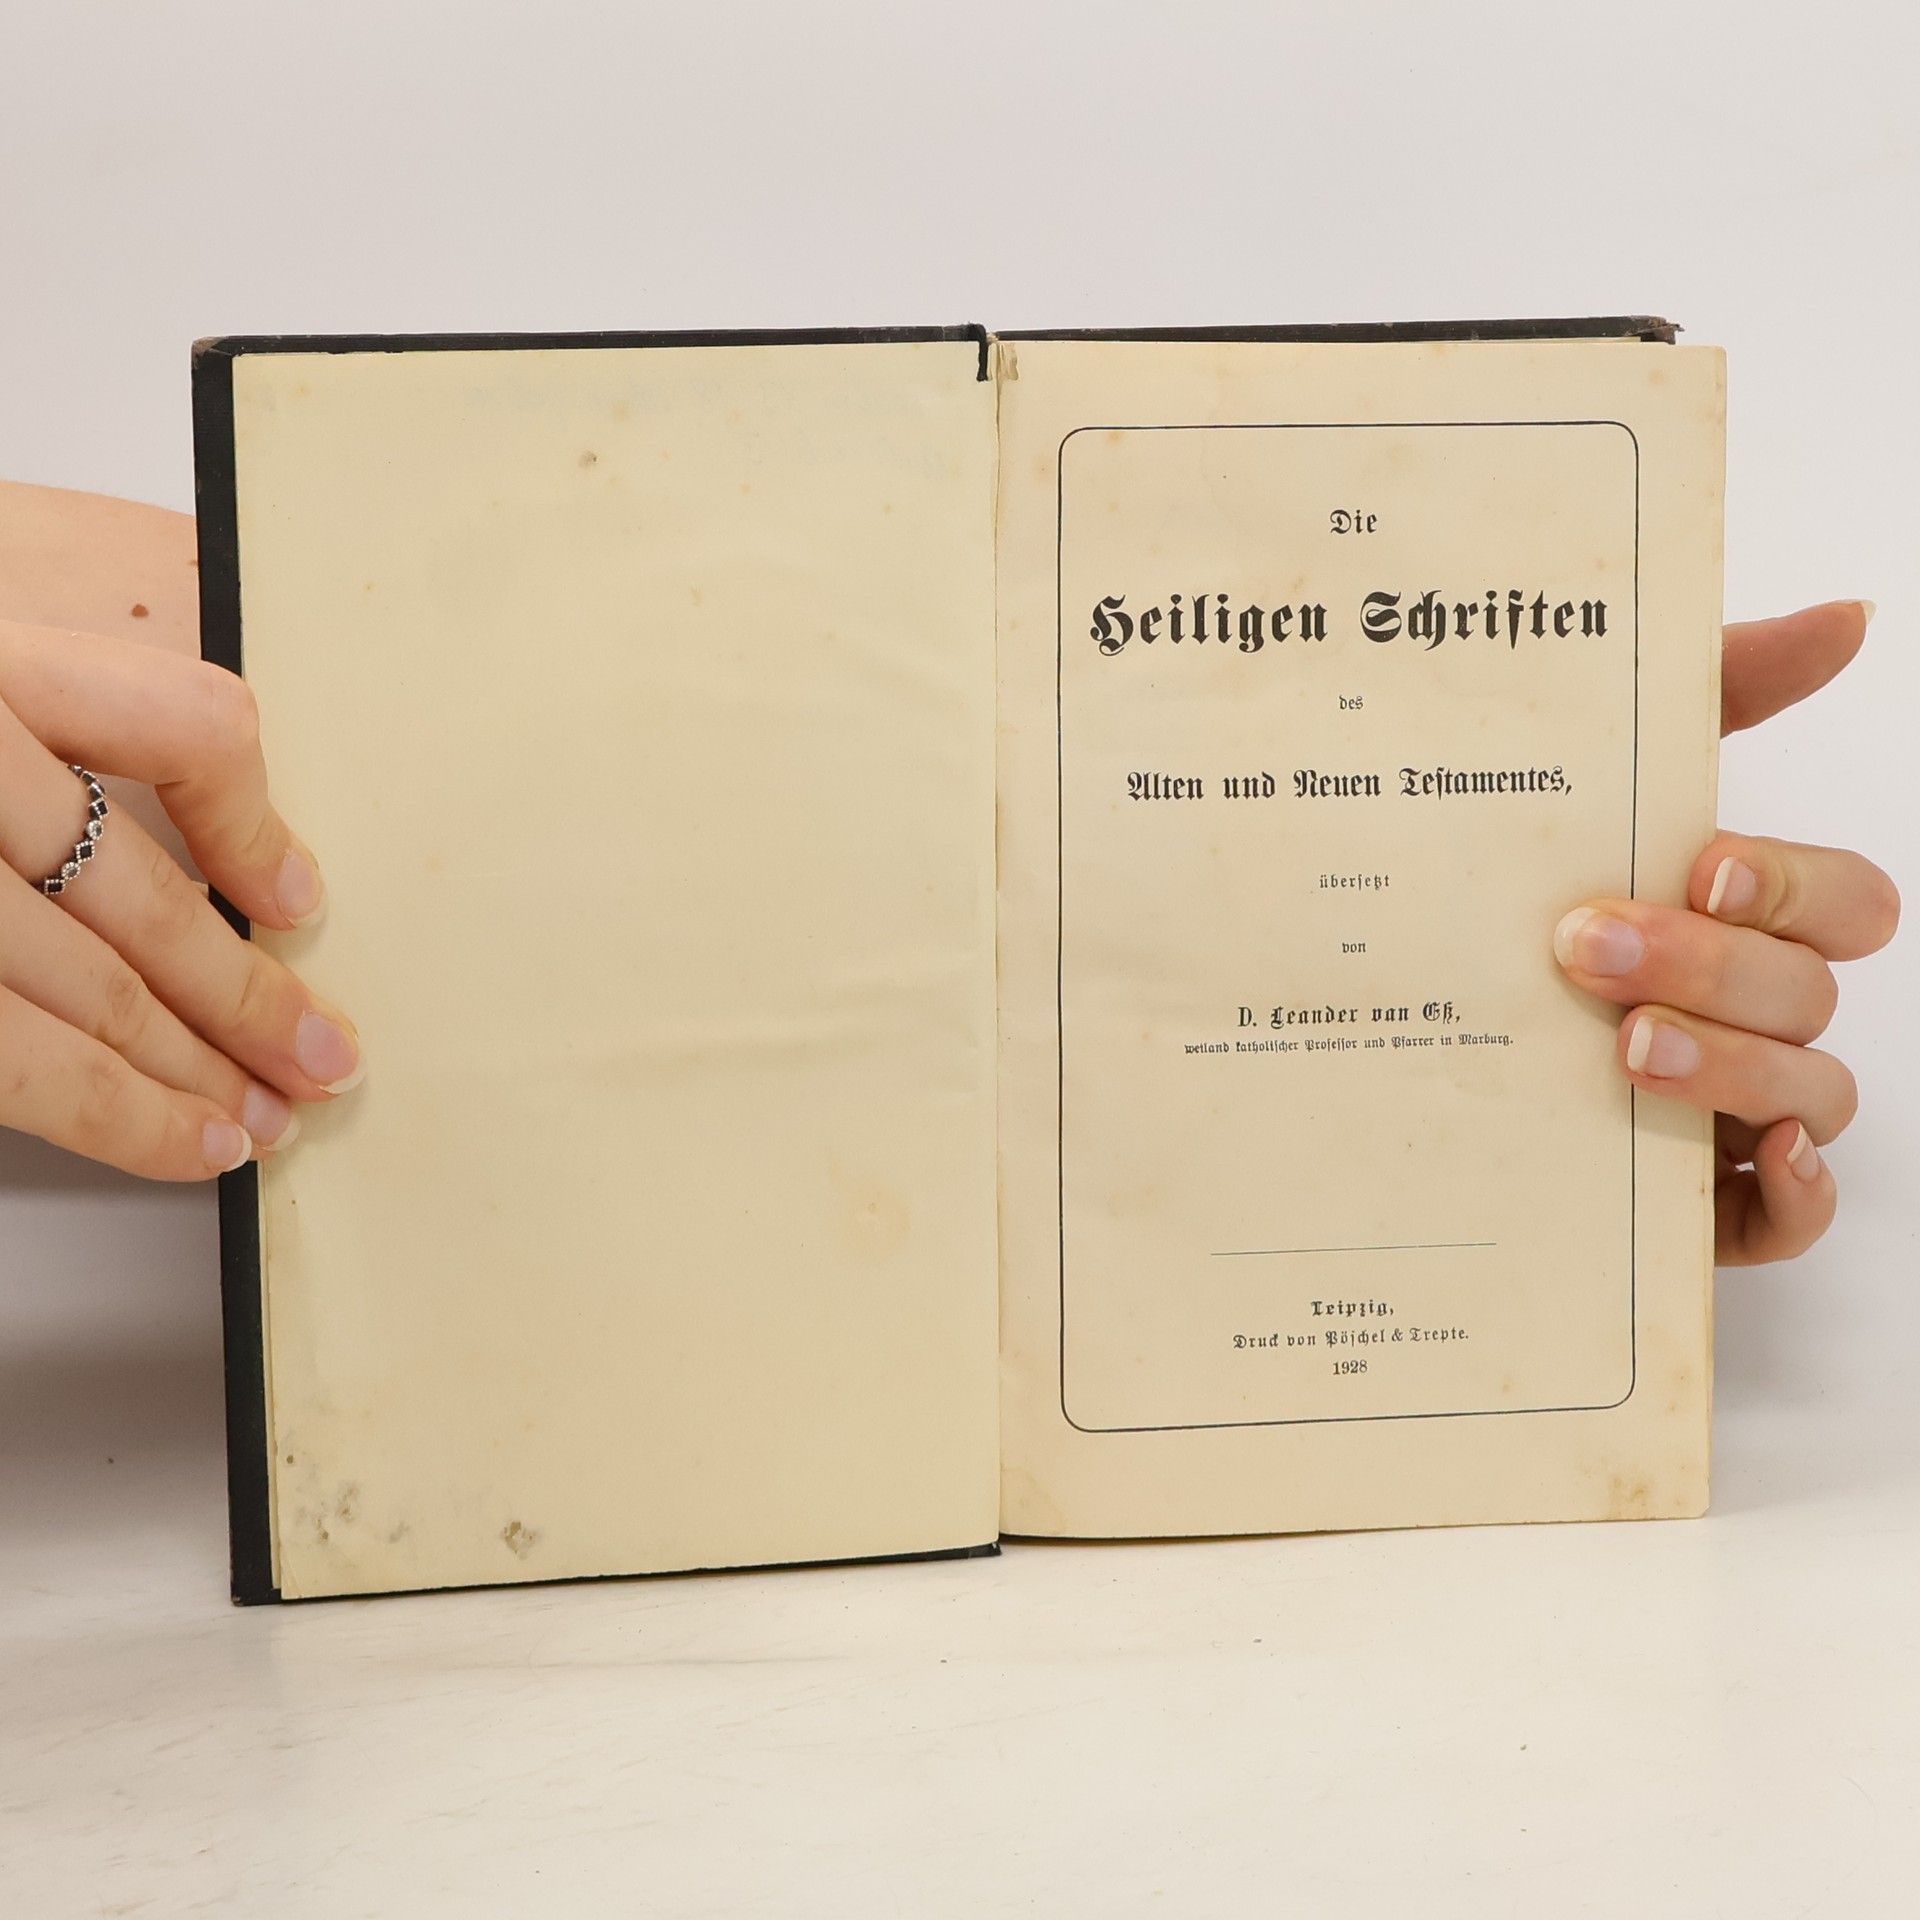 Die
Heiligen Schriften
des
Alten und Neuen Testamentes,
übersetzt
von
D. Leander van Eß,
weiland katholischer Professor und Pfarrer in Marburg.
Leipzig,
Druck von Pöschel & Trepte.
1928